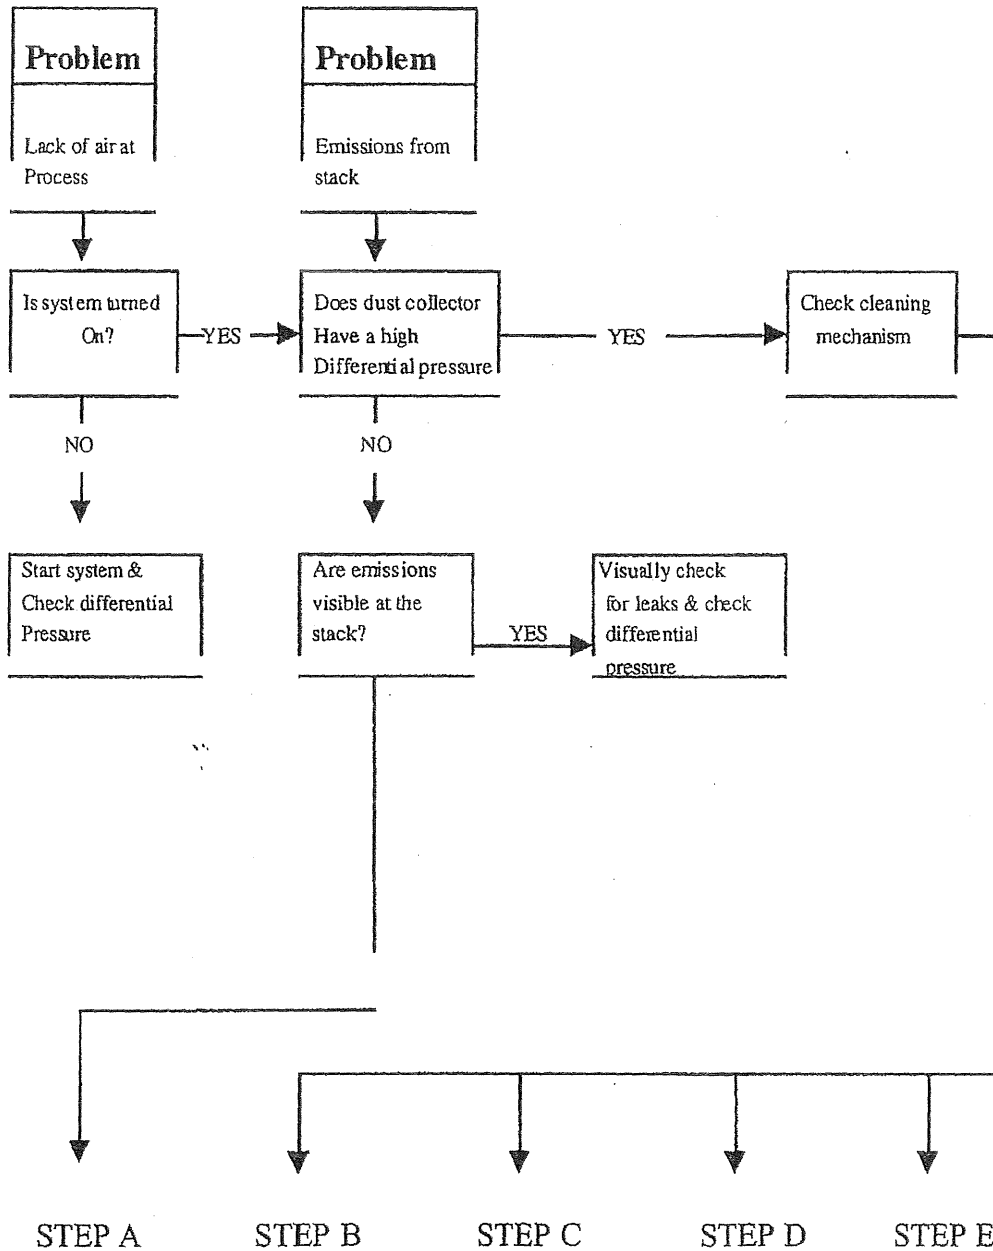 Problem
Lack of air at
Process
Problem
Emissions from
stack
Is system turned
On?
YES
Does dust collector
Have a high
Differential pressure
YES
Check cleaning
mechanism
NO
NO
Start system &
Check differential
Pressure
Are emissions
visible at the
stack?
YES
Visually check
for leaks & check
differential
pressure
STEP A
STEP B
STEP C
STEP D
STEP E